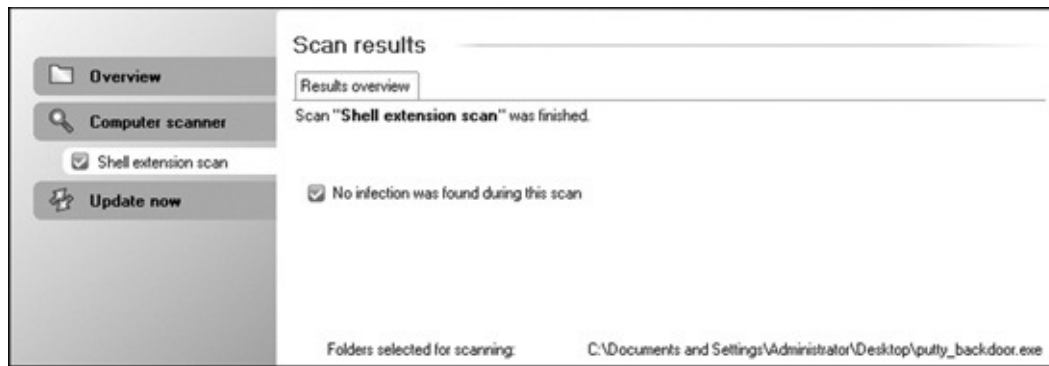 Overview
Computer scanner
Shell extension scan
Update now
Scan results
Results overview
Scan "Shell extension scan" was finished.
No infection was found during this scan
Folders selected for scanning: C:\Documents and Settings\Administrator\Desktop\putty_backdoor.exe